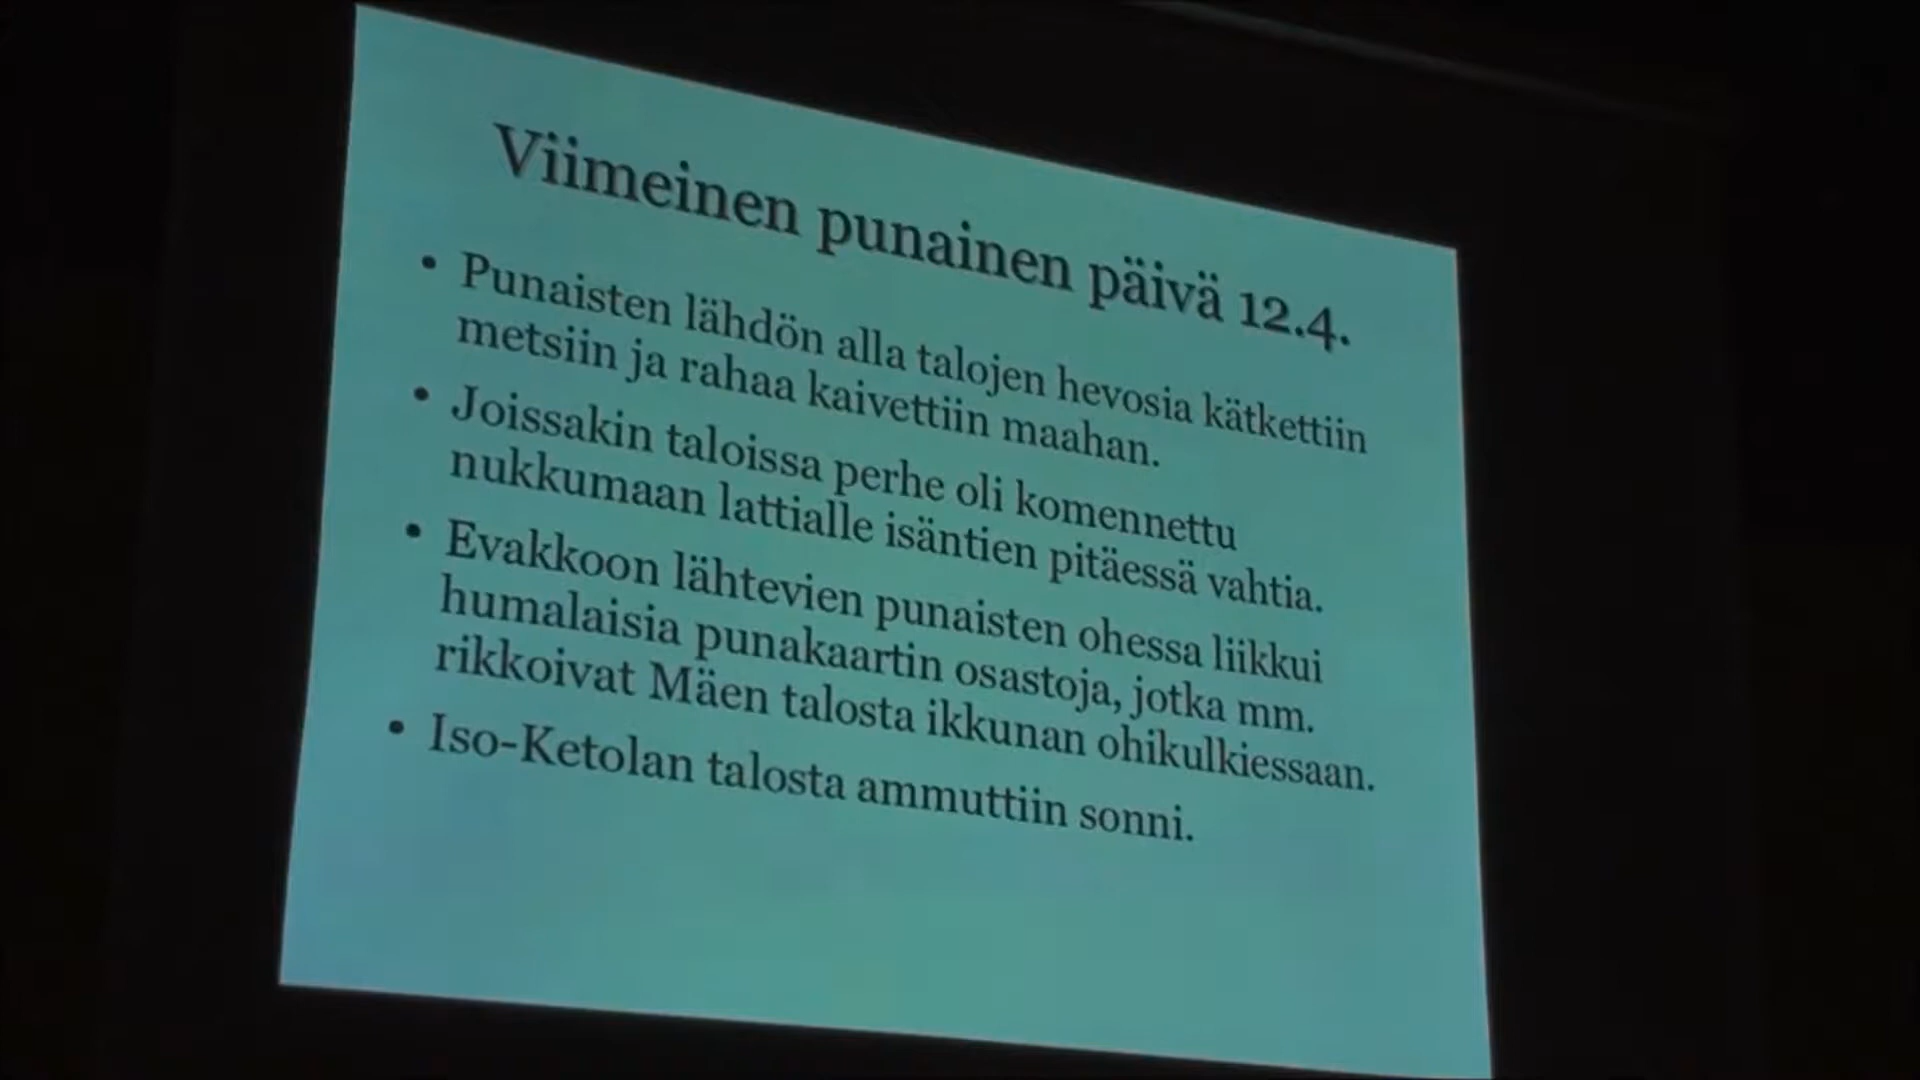 Viimeinen punainen päivä 12.4.
• Punaisten lähdön alla talojen hevosia kätkettiin
metsiin ja rahaa kaivettiin maahan.
• Joissakin taloissa perhe oli komennettu
nukkumaan lattialle isäntien pitäessä vahtia.
• Evakkoon lähtevien punaisten ohessa liikkui
humalaisia punakaartin osastoja, jotka mm.
rikkoivat Mäen talosta ikkunan ohikulkiessaan.
• Iso-Ketolan talosta ammuttiin sonni.